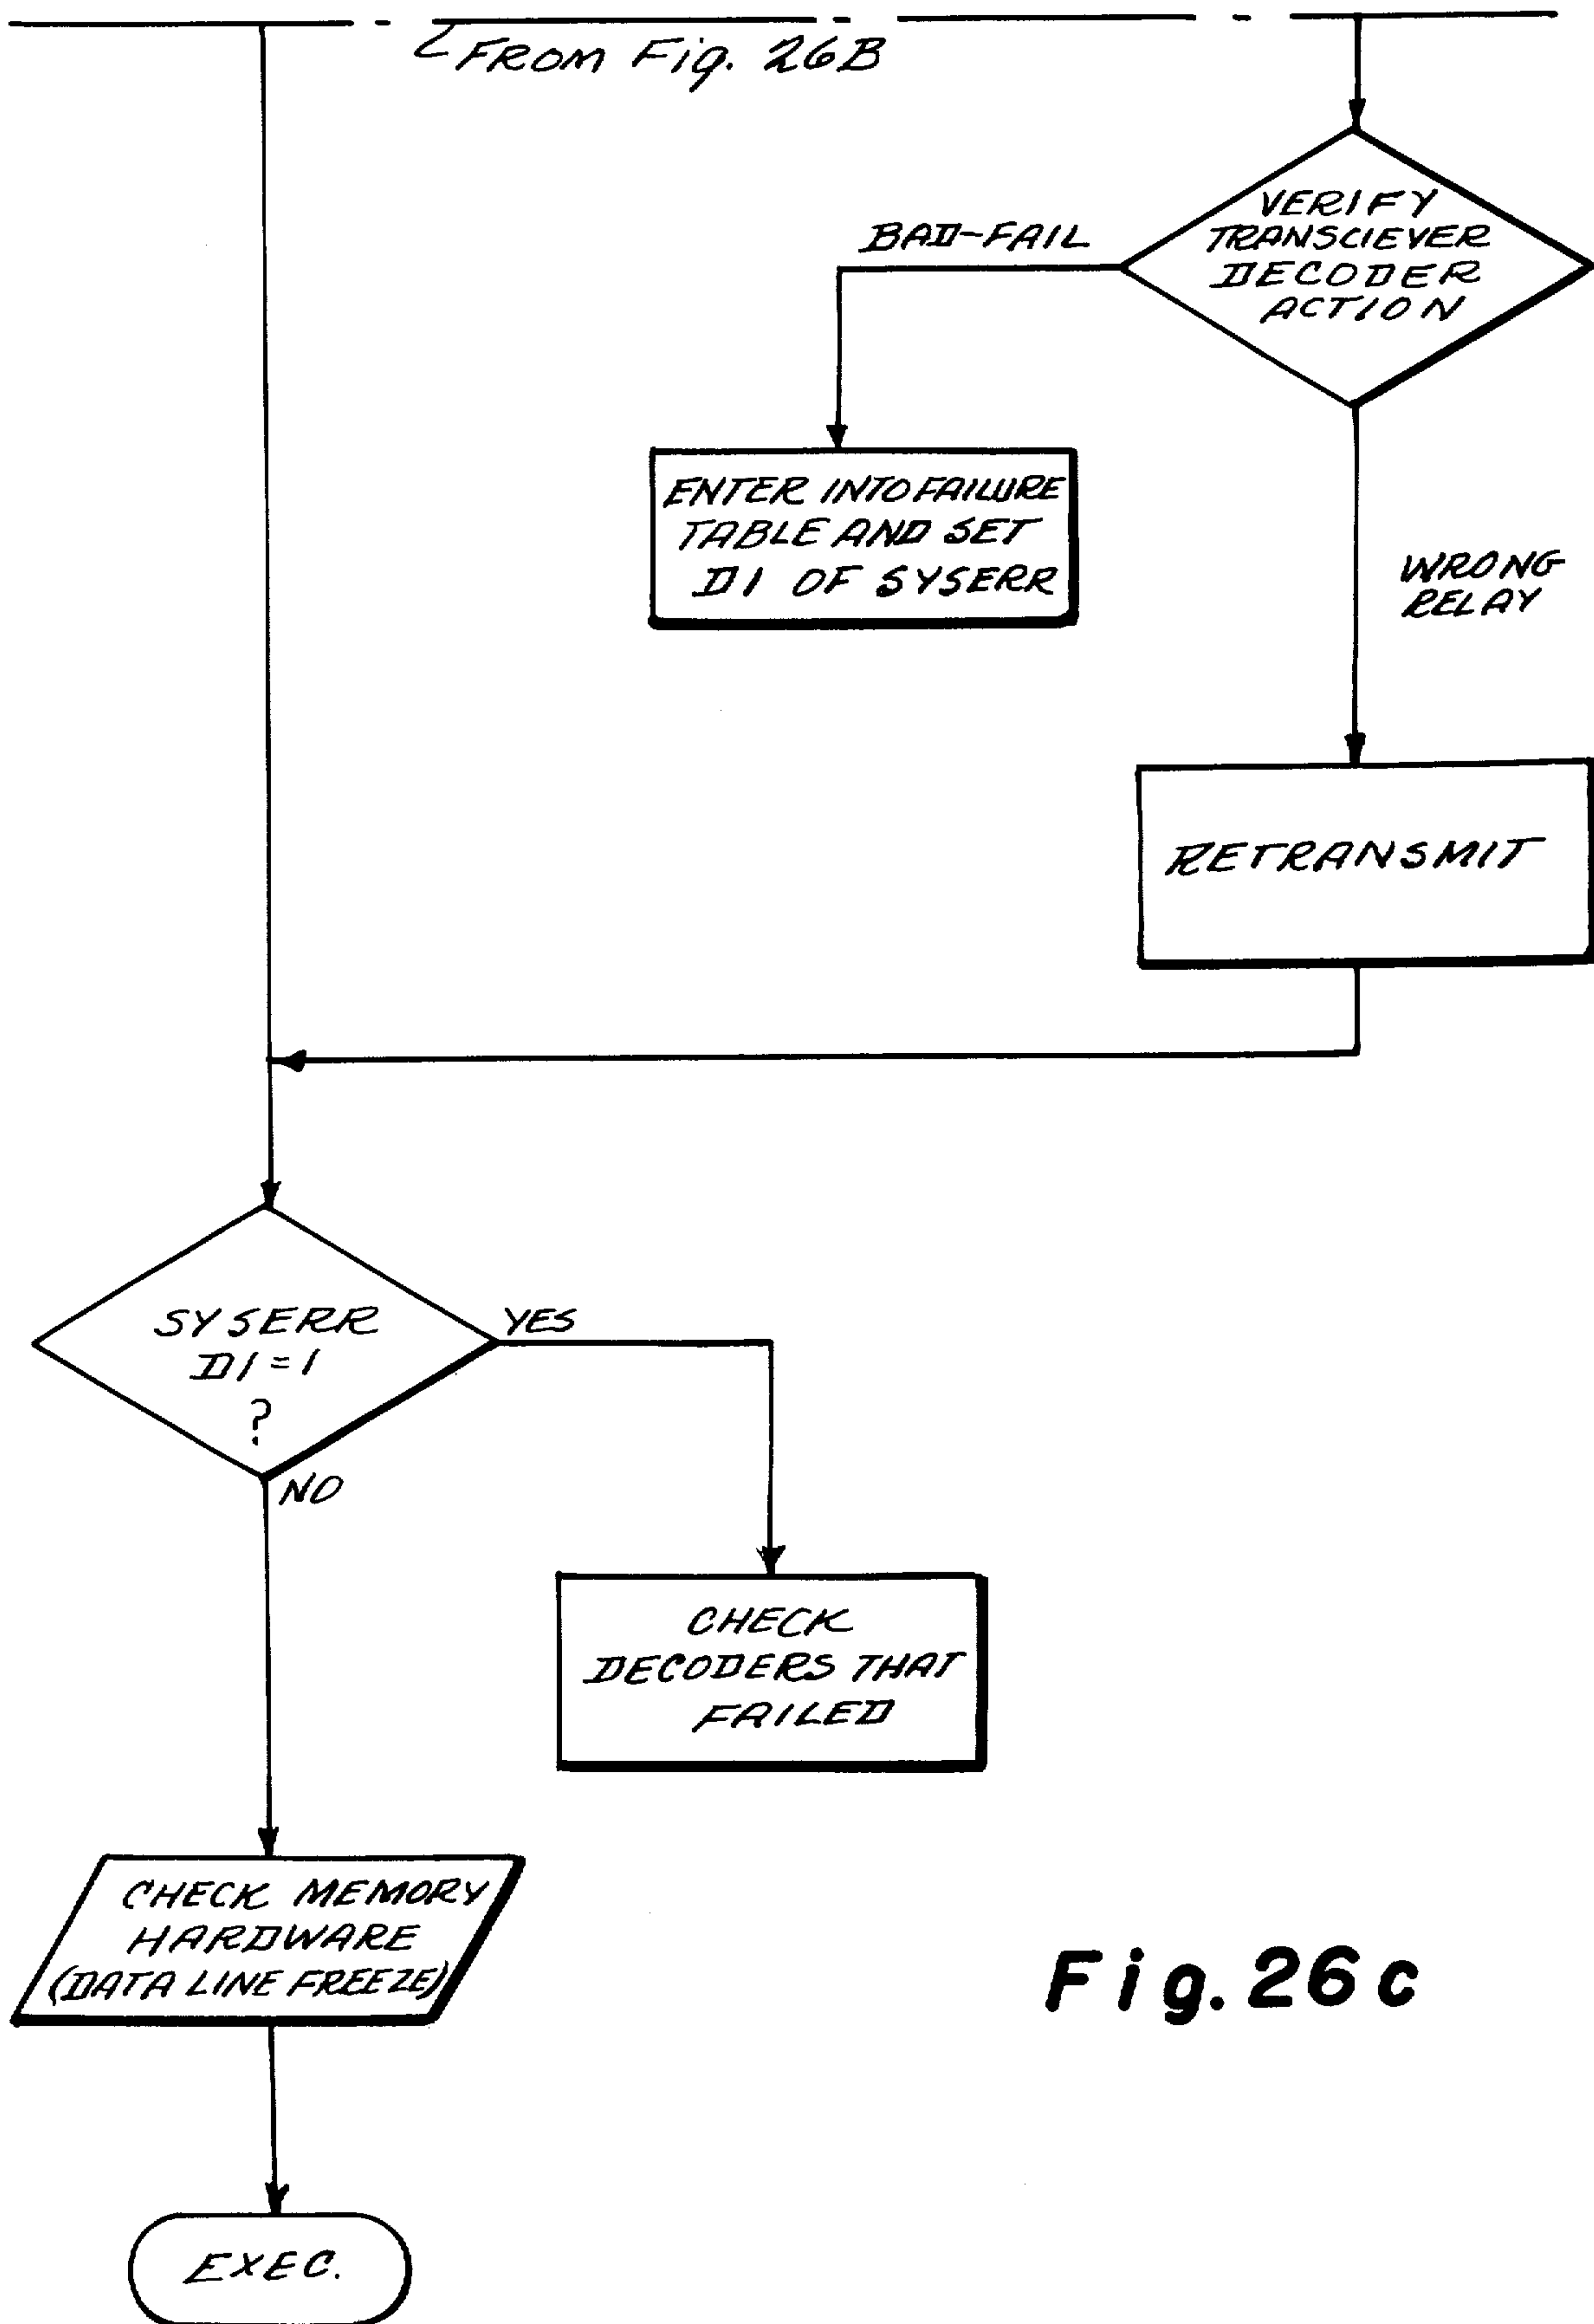 FROM Fig. 26B
VERIFY
TRANSCIEVER
DECODER
ACTION
BAD-FAIL
ENTER INTO FAILURE
TABLE AND SET
D1 OF SYSERR
WRONG
RELAY
RETRANSMIT
SYSERR
D1=1
?
YES
NO
CHECK
DECODERS THAT
FAILED
CHECK MEMORY
HARDWARE
(DATA LINE FREEZE)
Fig. 26c
EXEC.